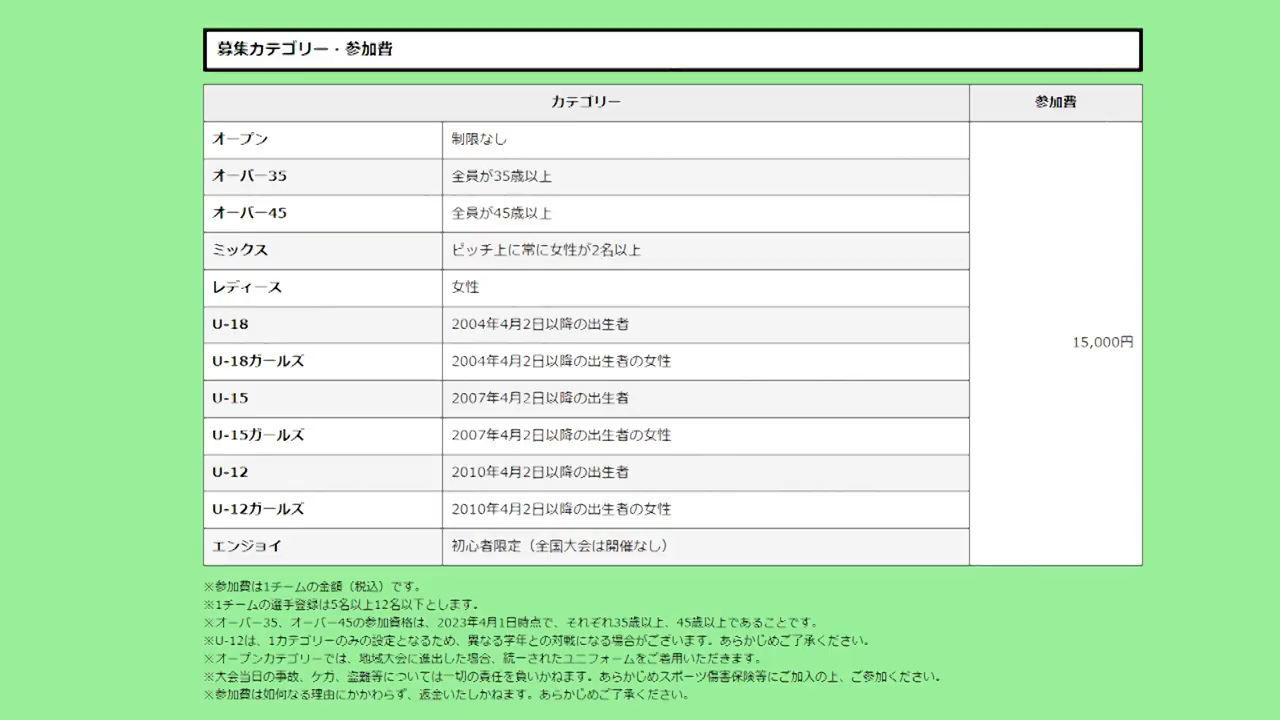 募集カテゴリー・参加費
カテゴリー 参加費
オープン 制限なし
オーバー35 全員が35歳以上
オーバー45 全員が45歳以上
ミックス ピッチ上に常に女性が2名以上
レディース 女性
U-18 2004年4月2日以降の出生者
15,000円
U-18ガールズ 2004年4月2日以降の出生者の女性
U-15 2007年4月2日以降の出生者
U-15ガールズ 2007年4月2日以降の出生者の女性
U-12 2010年4月2日以降の出生者
U-12ガールズ 2010年4月2日以降の出生者の女性
エンジョイ 初心者限定（全国大会は開催なし）
※参加費は1チームの金額（税込）です。
※1チームの選手登録は5名以上12名以下とします。
※オーバー35、オーバー45の参加資格は、2023年4月1日時点で、それぞれ35歳以上、45歳以上であることです。
※U-12は、1カテゴリーのみの設定となるため、異なる学年との対戦になる場合がございます。あらかじめご了承ください。
※オープンカテゴリーでは、地域大会に進出した場合、統一されたユニフォームをご着用いただきます。
※大会当日の事故、ケガ、盗難等については一切の責任を負いかねます。あらかじめスポーツ傷害保険等にご加入の上、ご参加ください。
※参加費は如何なる理由にかかわらず、返金いたしかねます。あらかじめご了承ください。